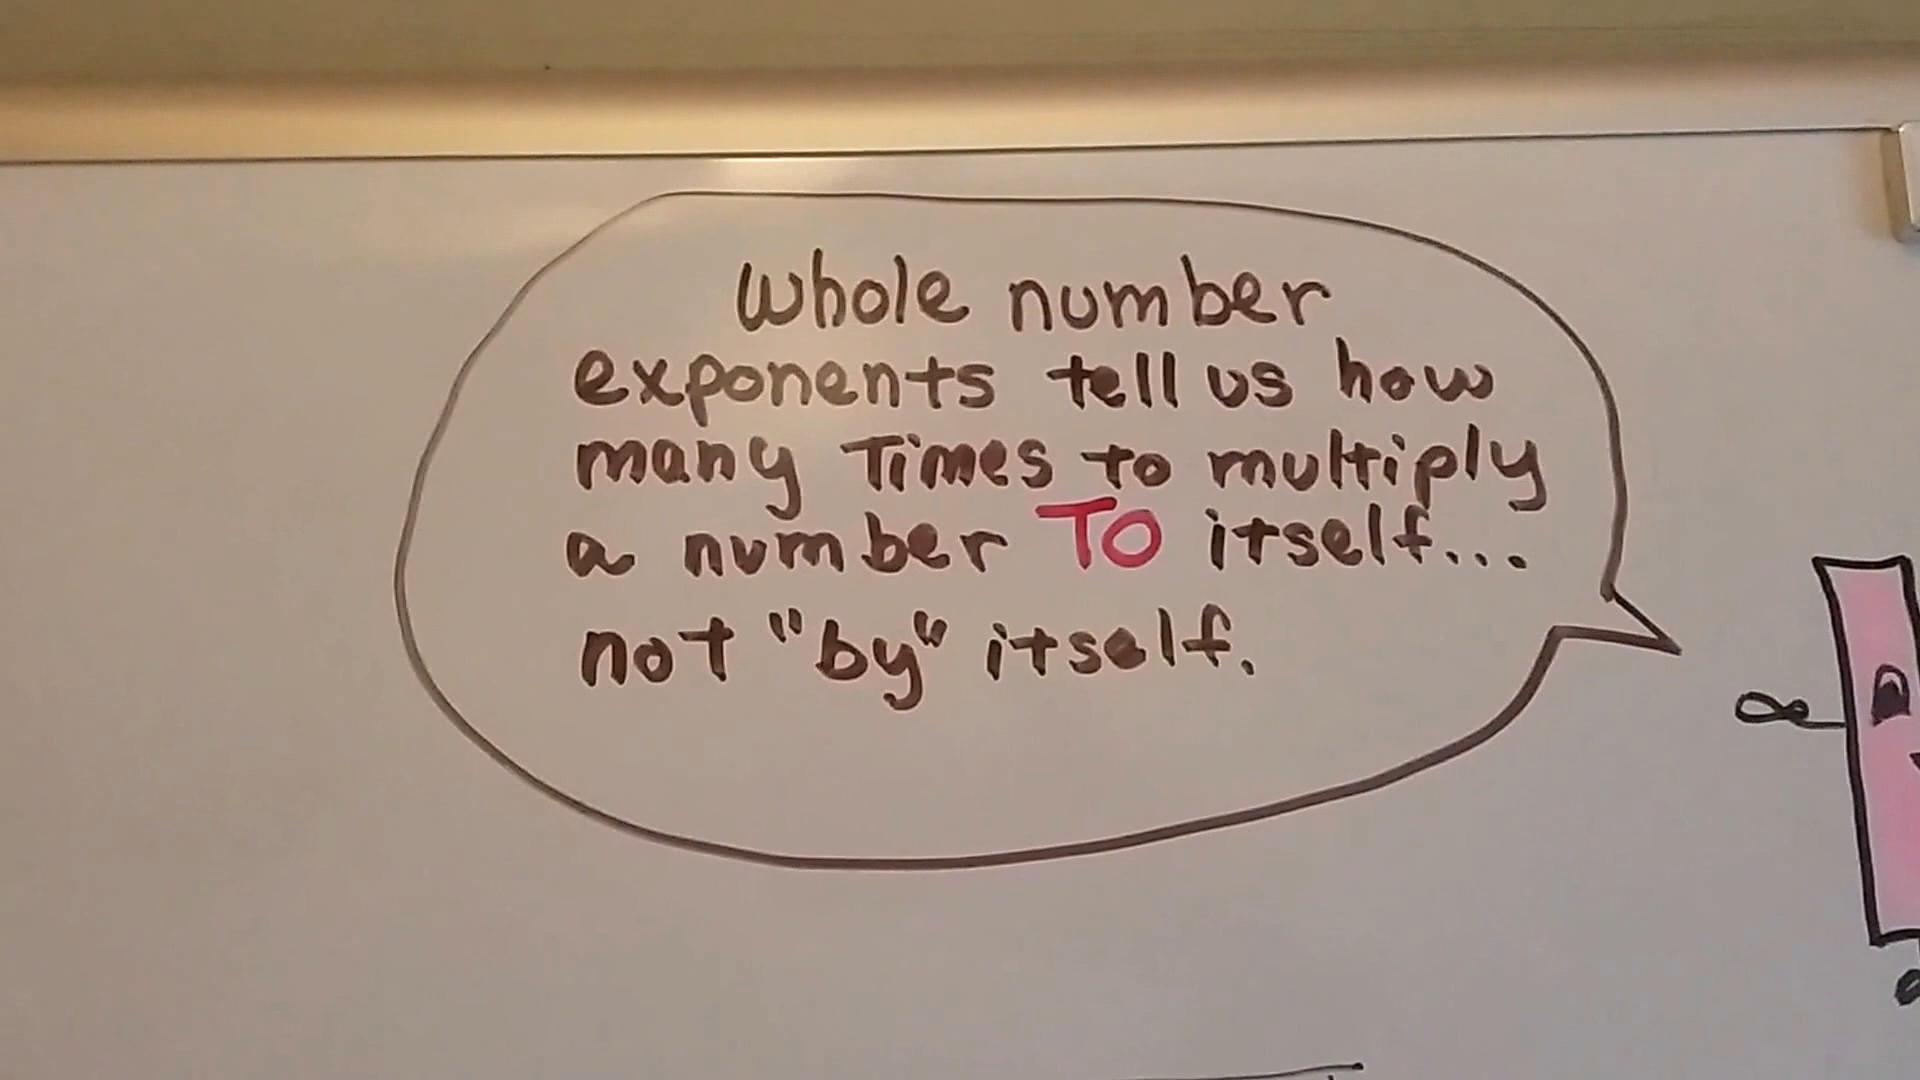 Whole number
exponents tell us how
many Times to multiply
a number TO itself...
not "by" itself.